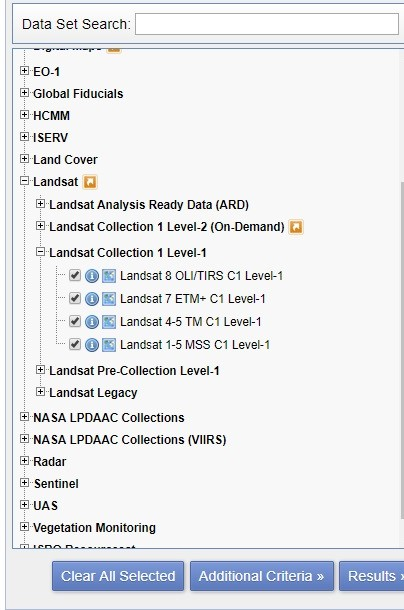 Data Set Search:
Digital Maps
EO-1
Global Fiducials
HCMM
ISERV
Land Cover
Landsat
Landsat Analysis Ready Data (ARD)
Landsat Collection 1 Level-2 (On-Demand)
Landsat Collection 1 Level-1
Landsat 8 OLI/TIRS C1 Level-1
Landsat 7 ETM+ C1 Level-1
Landsat 4-5 TM C1 Level-1
Landsat 1-5 MSS C1 Level-1
Landsat Pre-Collection Level-1
Landsat Legacy
NASA LPDAAC Collections
NASA LPDAAC Collections (VIIRS)
Radar
Sentinel
UAS
Vegetation Monitoring
ISRO Resourcesat
Clear All Selected
Additional Criteria »
Results »